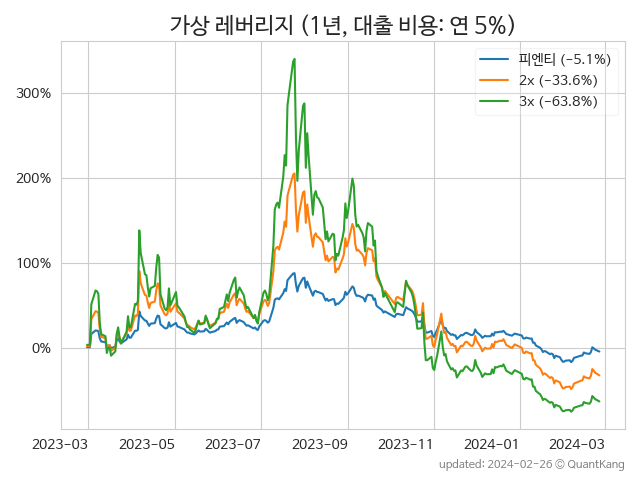 가상 레버리지 (1년, 대출 비용: 연 5%)
피엔티 (−5.1%)
2x (−33.6%)
3x (−63.8%)
300%
200%
100%
0%
2023-03
2023-05
2023-07
2023-09
2023-11
2024-01
2024-03
updated: 2024-02-26 © QuantKang